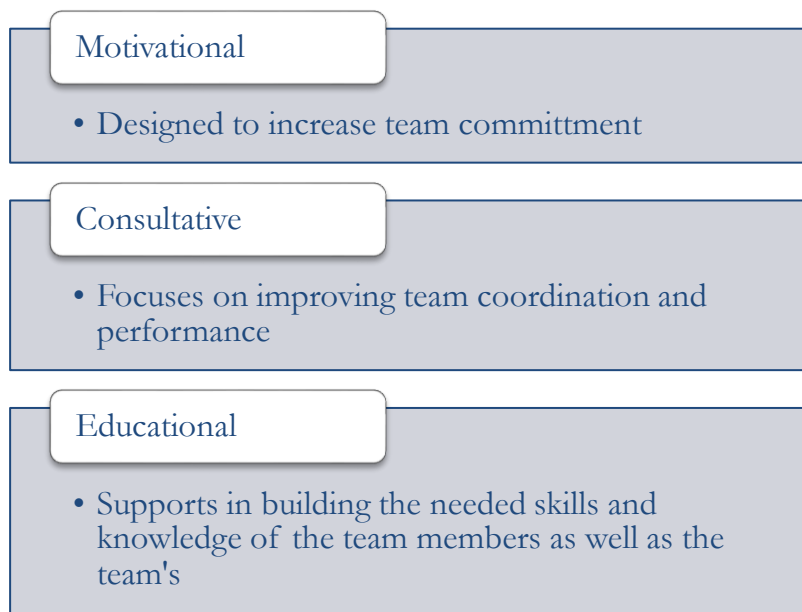 Motivational
• Designed to increase team committment
Consultative
• Focuses on improving team coordination and
performance
Educational
• Supports in building the needed skills and
knowledge of the team members as well as the
team's